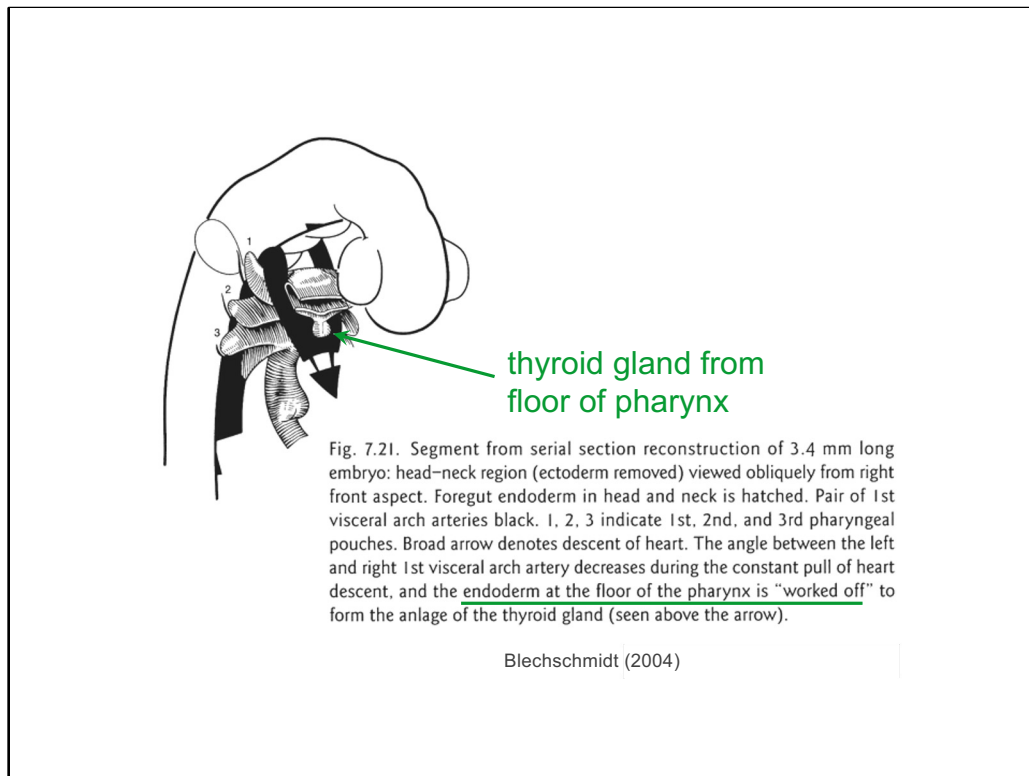 1
2
3
thyroid gland from
floor of pharynx
Fig. 7.21. Segment from serial section reconstruction of 3.4 mm long
embryo: head–neck region (ectoderm removed) viewed obliquely from right
front aspect. Foregut endoderm in head and neck is hatched. Pair of 1st
visceral arch arteries black. 1, 2, 3 indicate 1st, 2nd, and 3rd pharyngeal
pouches. Broad arrow denotes descent of heart. The angle between the left
and right 1st visceral arch artery decreases during the constant pull of heart
descent, and the endoderm at the floor of the pharynx is “worked off” to
form the anlage of the thyroid gland (seen above the arrow).
Blechschmidt (2004)